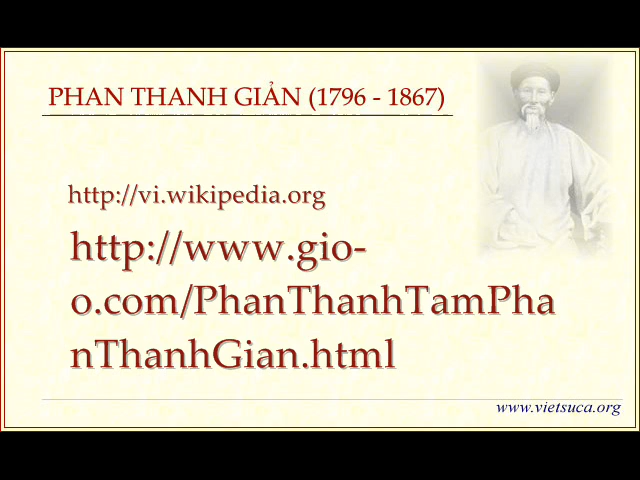 PHAN THANH GIẢN (1796 - 1867)
http://vi.wikipedia.org
http://www.gio-
o.com/PhanThanhTamPha
nThanhGian.html
www.vietsuca.org